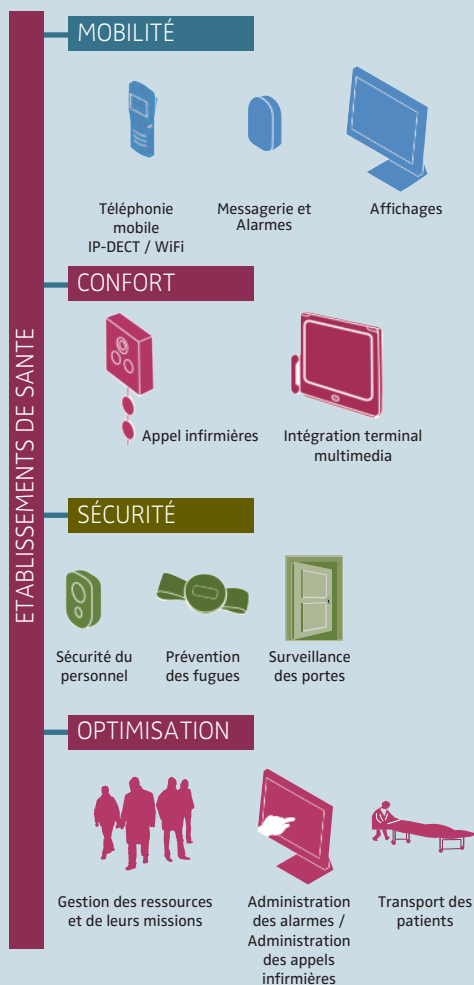 ETABLISSEMENTS DE SANTE
MOBILITÉ
Téléphonie
mobile
IP-DECT / WiFi
Messagerie et
Alarmes
Affichages
CONFORT
Appel infirmières
Intégration terminal
multimedia
SÉCURITÉ
Sécurité du
personnel
Prévention
des fugues
Surveillance
des portes
OPTIMISATION
Gestion des ressources
et de leurs missions
Administration
des alarmes /
Administration
des appels
infirmières
Transport des
patients